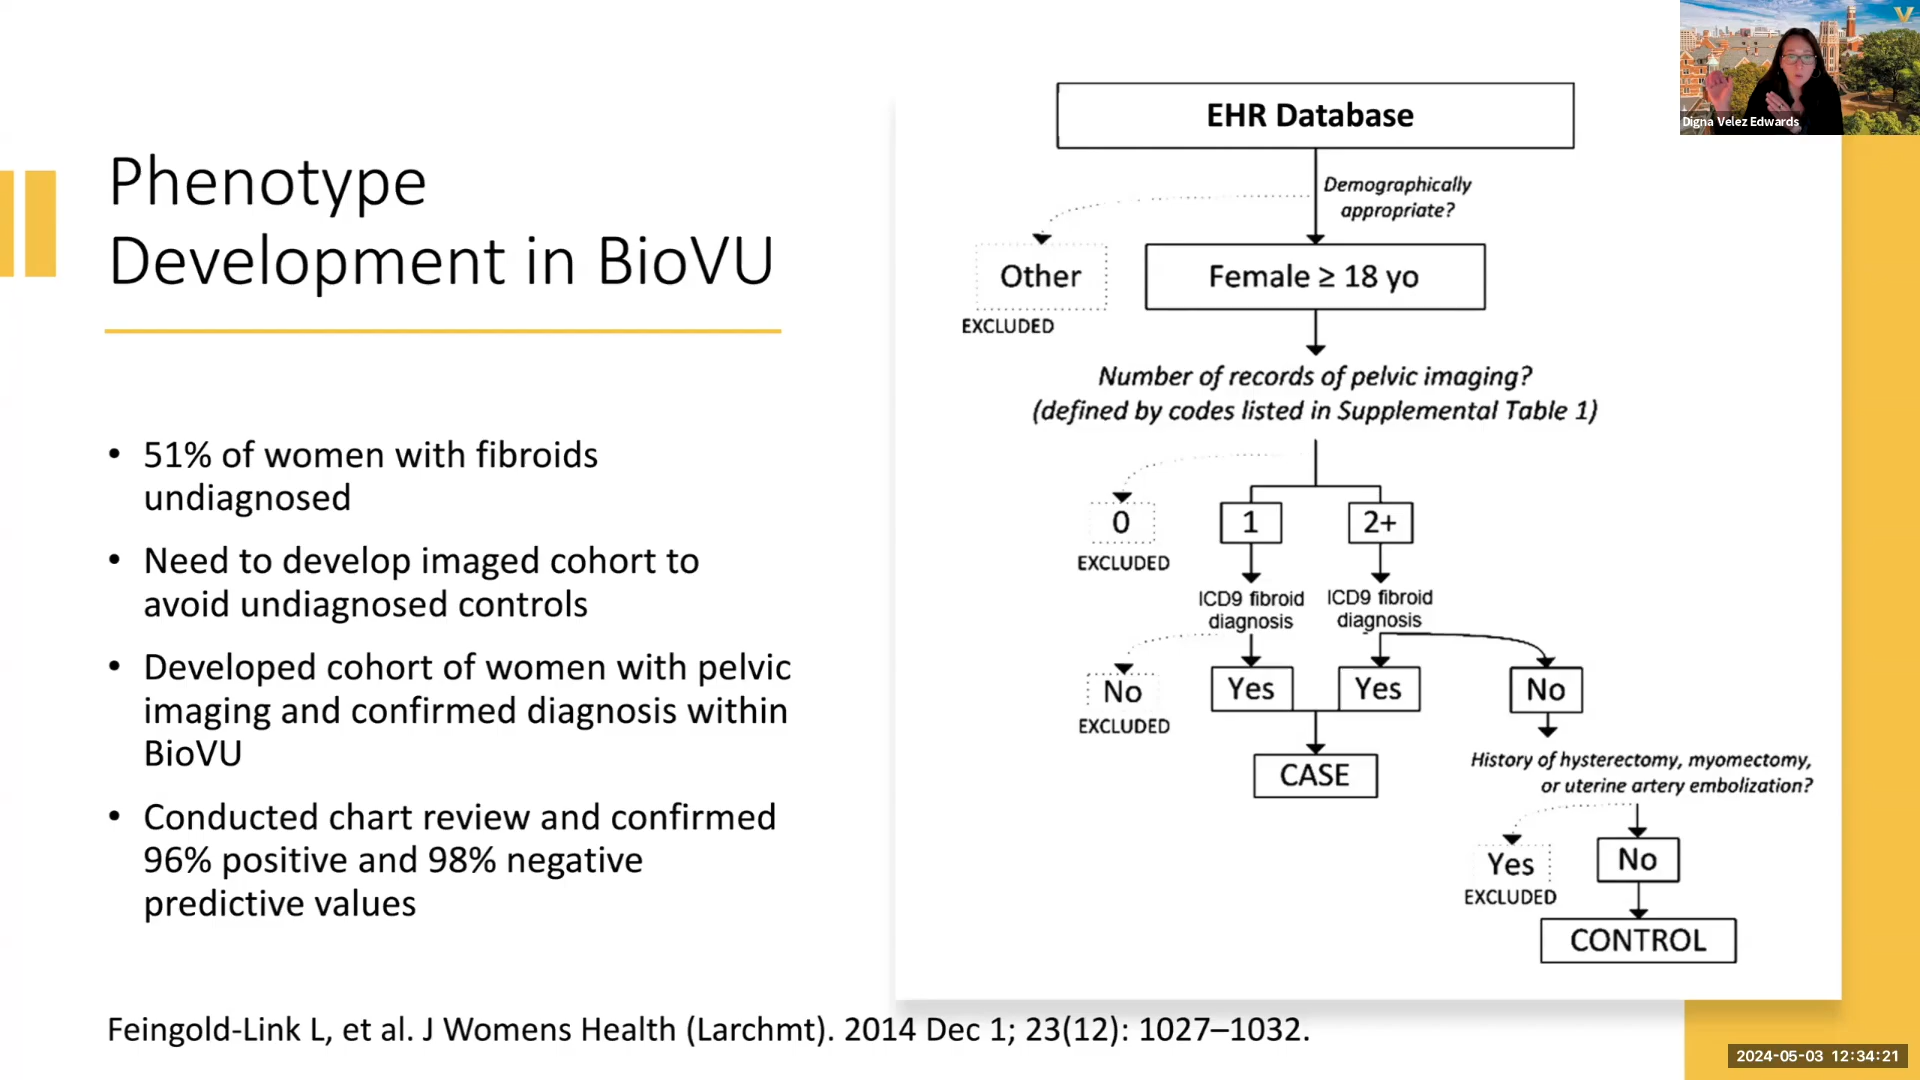 Phenotype
Development in BioVU
• 51% of women with fibroids
undiagnosed
• Need to develop imaged cohort to
avoid undiagnosed controls
• Developed cohort of women with pelvic
imaging and confirmed diagnosis within
BioVU
• Conducted chart review and confirmed
96% positive and 98% negative
predictive values
EHR Database
Demographically
appropriate?
Other
EXCLUDED
Female ≥ 18 yo
Number of records of pelvic imaging?
(defined by codes listed in Supplemental Table 1)
0
EXCLUDED
1
2+
ICD9 fibroid
diagnosis
ICD9 fibroid
diagnosis
No
EXCLUDED
Yes
Yes
No
CASE
History of hysterectomy, myomectomy,
or uterine artery embolization?
Yes
EXCLUDED
No
CONTROL
Feingold-Link L, et al. J Womens Health (Larchmt). 2014 Dec 1; 23(12): 1027–1032.
V
Digna Velez Edwards
2024-05-03 12:34:21